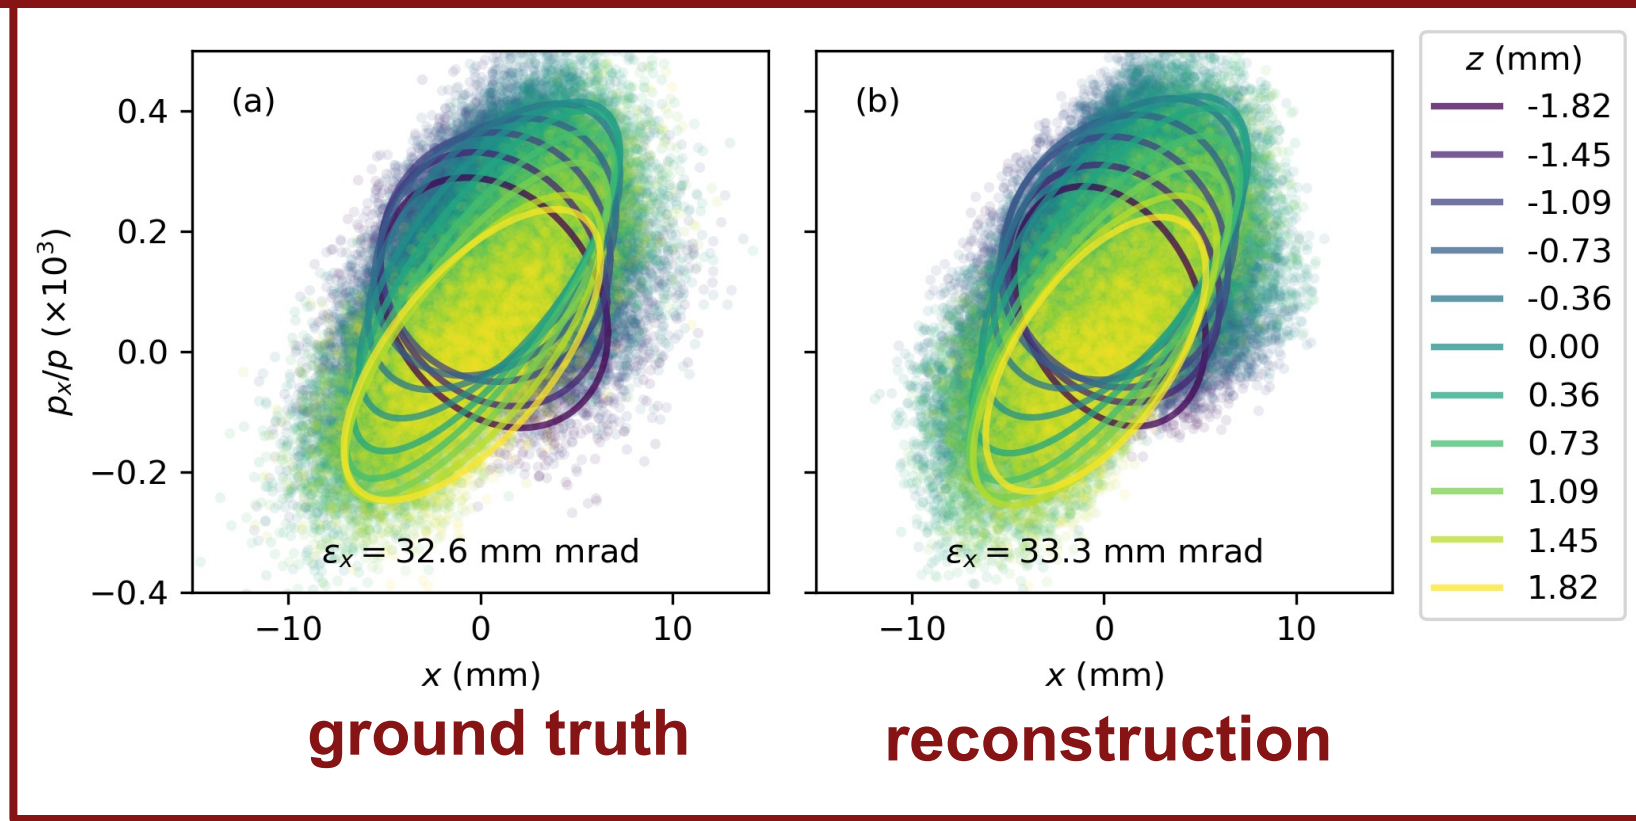 (a)
(b)
0.4
0.2
0.0
−0.2
−0.4
pₓ/p (×10³)
εₓ = 32.6 mm mrad
εₓ = 33.3 mm mrad
−10 0 10
−10 0 10
x (mm)
x (mm)
z (mm)
-1.82
-1.45
-1.09
-0.73
-0.36
0.00
0.36
0.73
1.09
1.45
1.82
ground truth
reconstruction